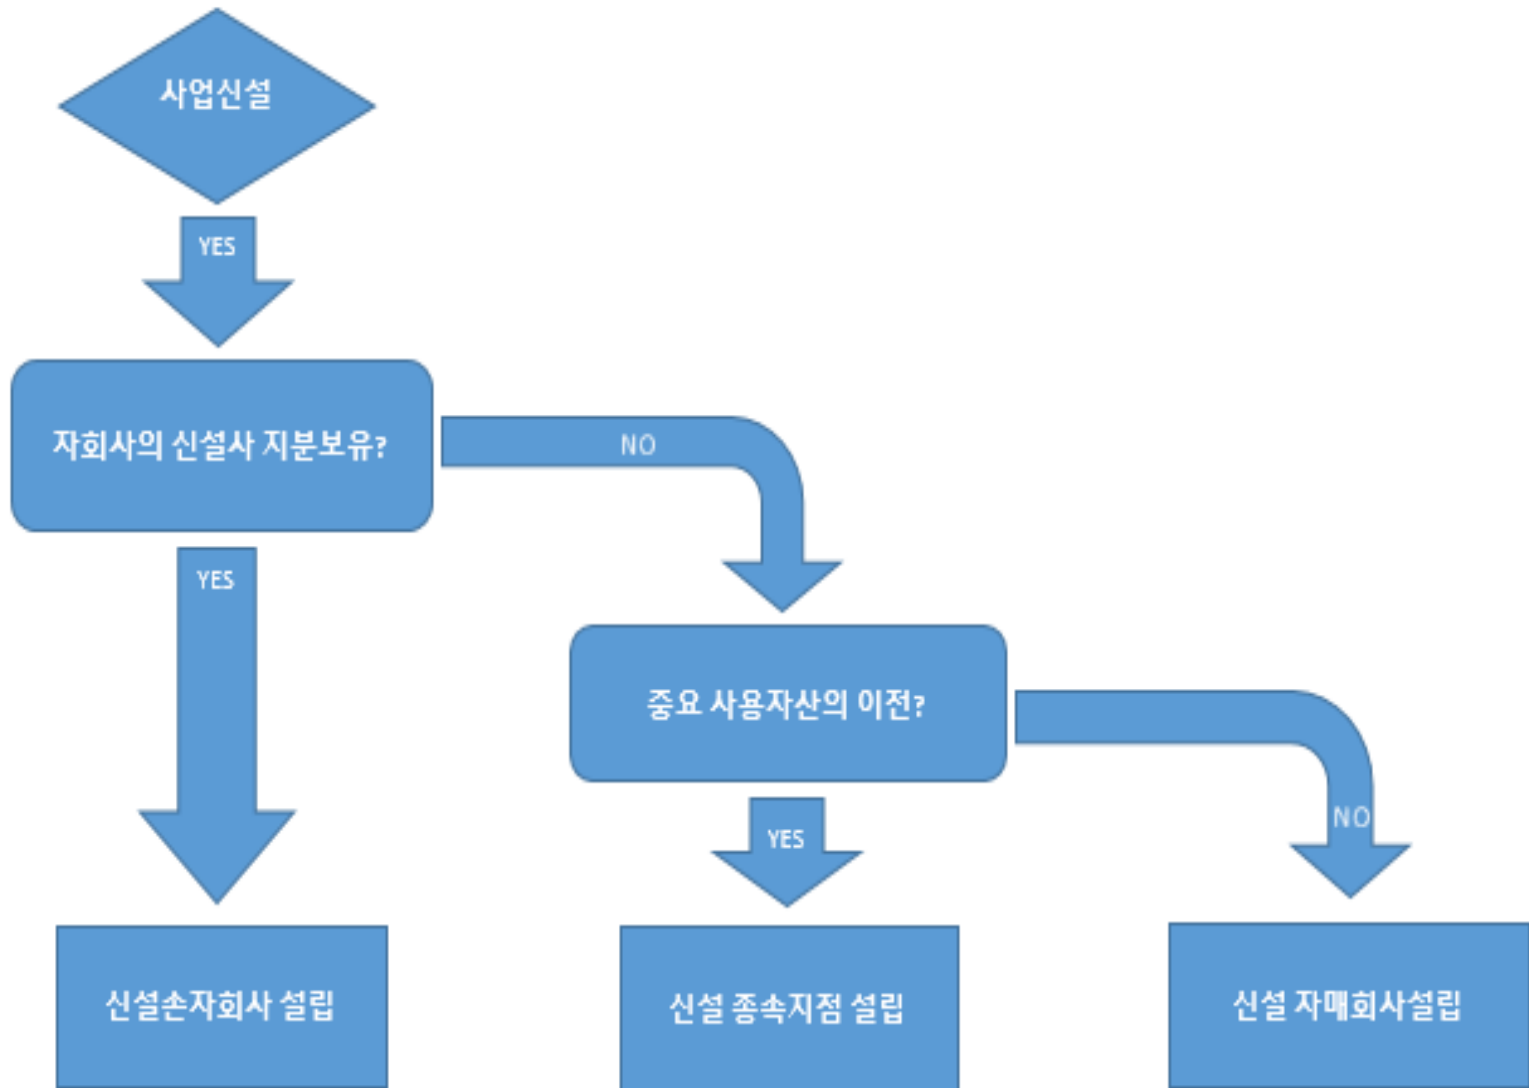 사업신설
YES
자회사의 신설사 지분보유?
NO
YES
중요 사용자산의 이전?
YES
NO
신설손자회사 설립
신설 종속지점 설립
신설 자매회사설립